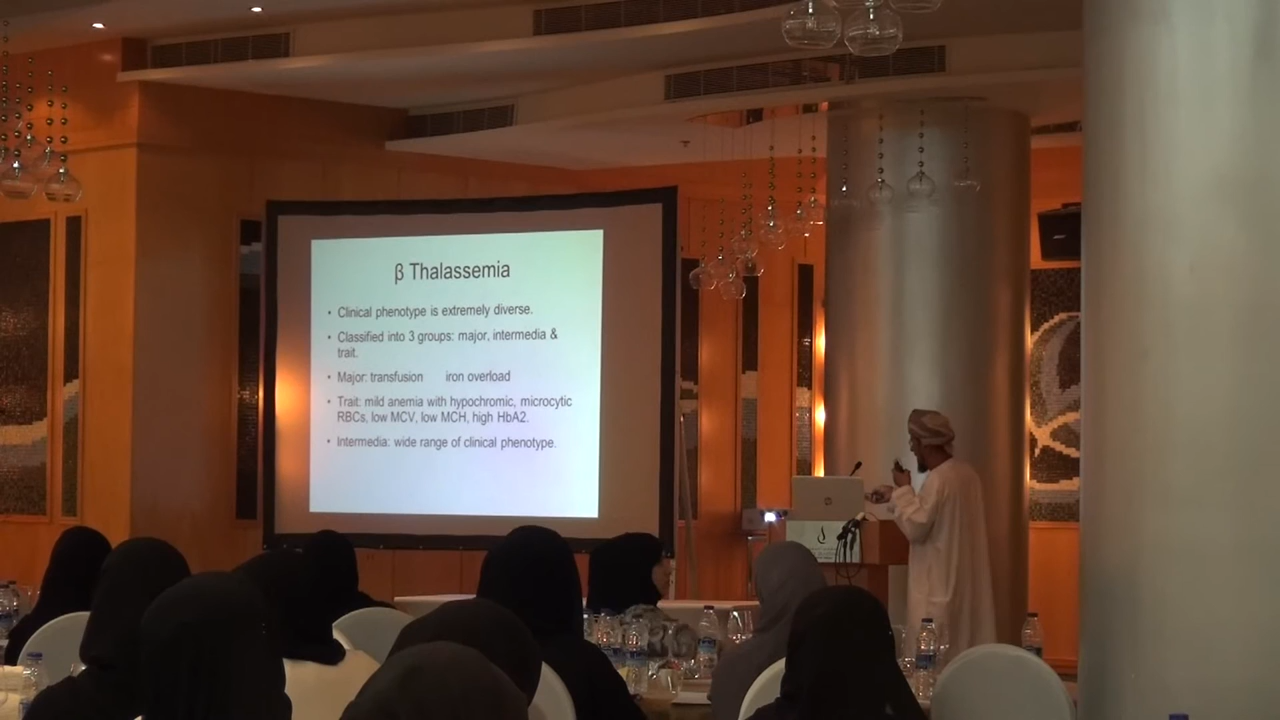 β Thalassemia
• Clinical phenotype is extremely diverse.
• Classified into 3 groups: major, intermedia &
trait.
• Major: transfusion iron overload
• Trait: mild anemia with hypochromic, microcytic
RBCs, low MCV, low MCH, high HbA2.
• Intermedia: wide range of clinical phenotype.